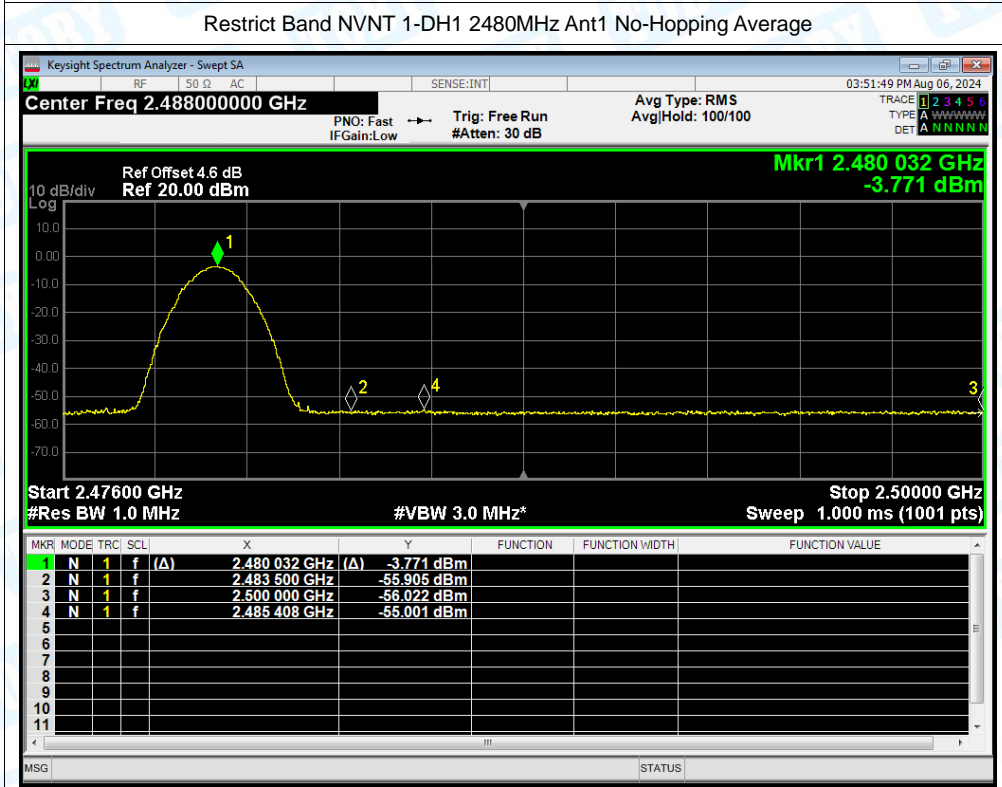 Restrict Band NVNT 1-DH1 2480MHz Ant1 No-Hopping Average
Keysight Spectrum Analyzer - Swept SA
LXI RF 50 Ω AC SENSE:INT 03:51:49 PM Aug 06, 2024
Center Freq 2.488000000 GHz
PNO: Fast
IFGain:Low
Trig: Free Run
#Atten: 30 dB
Avg Type: RMS
Avg|Hold: 100/100
TRACE 1 2 3 4 5 6
TYPE A WWWWW
DET A N N N N N
Ref Offset 4.6 dB
Ref 20.00 dBm
10 dB/div
Log
Mkr1 2.480 032 GHz
-3.771 dBm
10.0
0.00
-10.0
-20.0
-30.0
-40.0
-50.0
-60.0
-70.0
1
2
4
3
Start 2.47600 GHz
Stop 2.50000 GHz
#Res BW 1.0 MHz
#VBW 3.0 MHz*
Sweep 1.000 ms (1001 pts)
MKR MODE TRC SCL X Y FUNCTION FUNCTION WIDTH FUNCTION VALUE
1 N 1 f (Δ) 2.480 032 GHz (Δ) -3.771 dBm
2 N 1 f 2.483 500 GHz -55.905 dBm
3 N 1 f 2.500 000 GHz -56.022 dBm
4 N 1 f 2.485 408 GHz -55.001 dBm
5
6
7
8
9
10
11
MSG STATUS